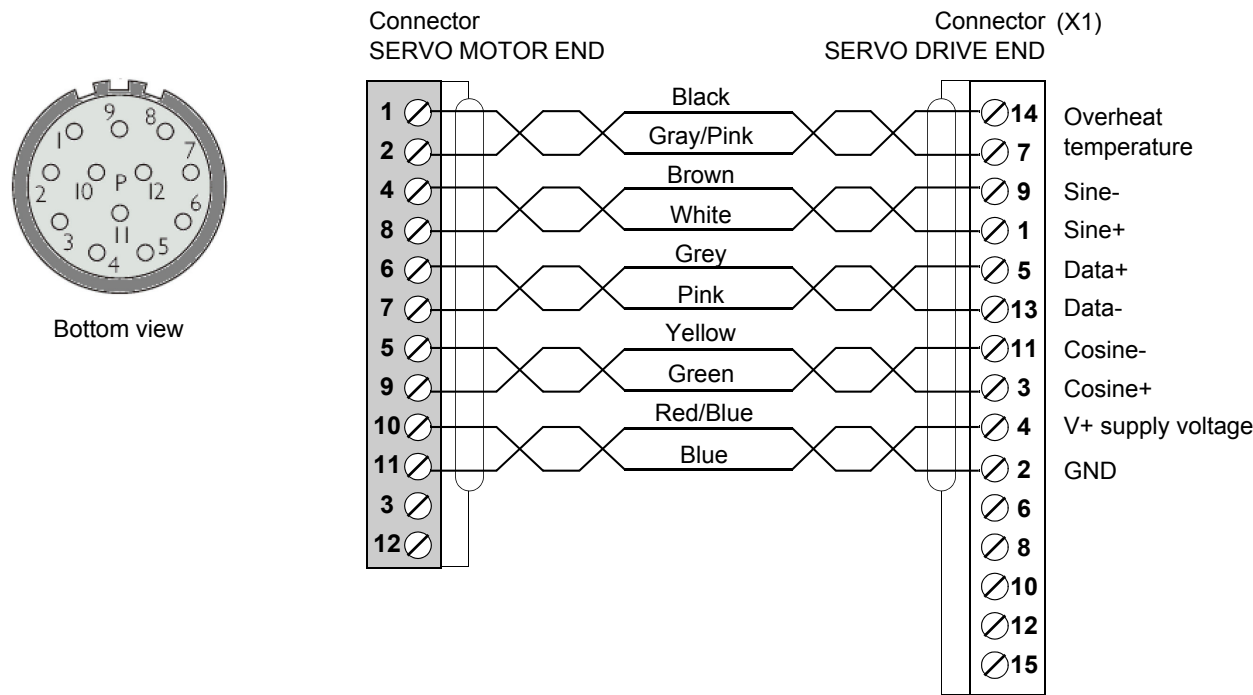 Connector
SERVO MOTOR END
Connector (X1)
SERVO DRIVE END
9
1
8
7
2
10
P
12
6
3
11
4
5
Bottom view
1 Black 14 Overheat
2 Gray/Pink 7 temperature
4 Brown 9 Sine-
8 White 1 Sine+
6 Grey 5 Data+
7 Pink 13 Data-
5 Yellow 11 Cosine-
9 Green 3 Cosine+
10 Red/Blue 4 V+ supply voltage
11 Blue 2 GND
3 6
12 8
10
12
15